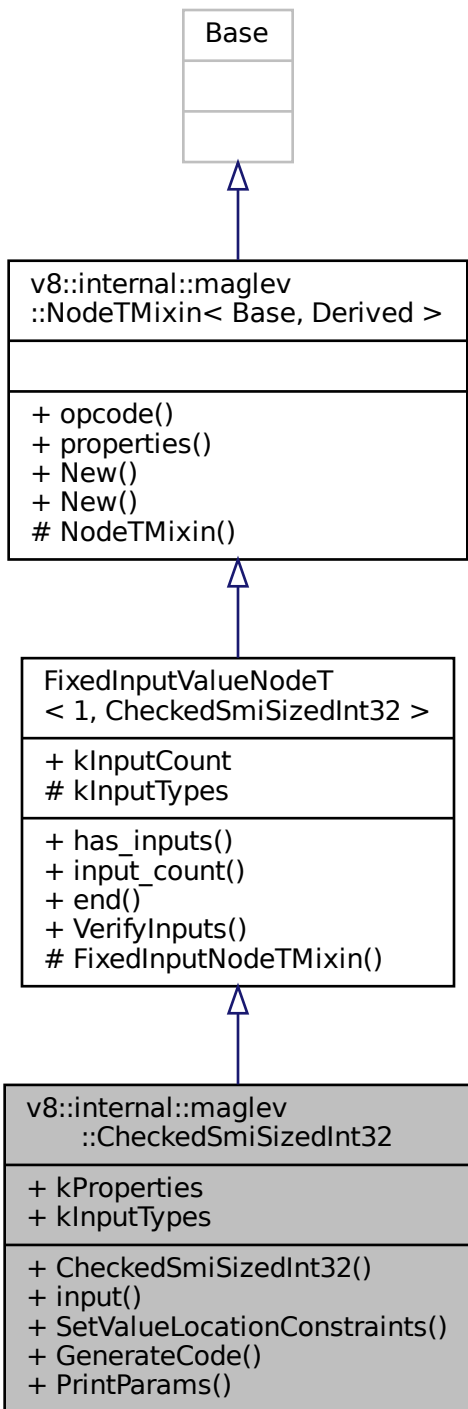 Base
v8::internal::maglev
::NodeTMixin< Base, Derived >
+ opcode()
+ properties()
+ New()
+ New()
# NodeTMixin()
FixedInputValueNodeT
< 1, CheckedSmiSizedInt32 >
+ kInputCount
# kInputTypes
+ has_inputs()
+ input_count()
+ end()
+ VerifyInputs()
# FixedInputNodeTMixin()
v8::internal::maglev
::CheckedSmiSizedInt32
+ kProperties
+ kInputTypes
+ CheckedSmiSizedInt32()
+ input()
+ SetValueLocationConstraints()
+ GenerateCode()
+ PrintParams()